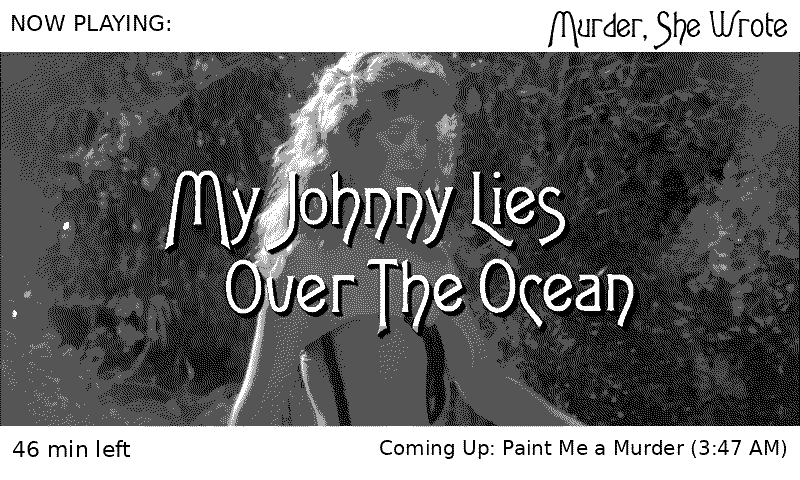 NOW PLAYING:
Murder, She Wrote
My Johnny Lies
Over The Ocean
46 min left
Coming Up: Paint Me a Murder (3:47 AM)